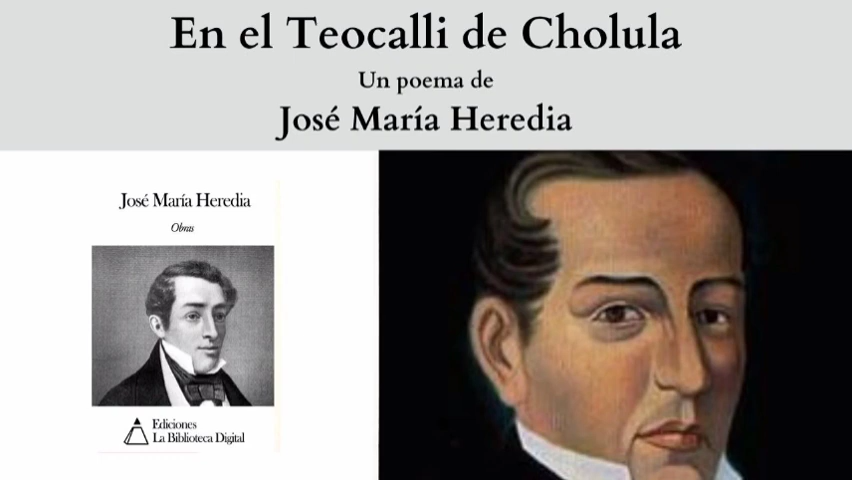 En el Teocalli de Cholula
Un poema de
José María Heredia
José María Heredia
Obras
Ediciones
La Biblioteca Digital